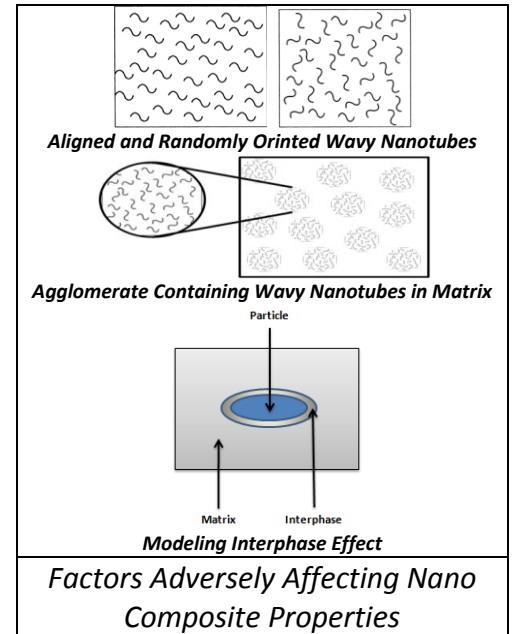 Aligned and Randomly Orinted Wavy Nanotubes
Agglomerate Containing Wavy Nanotubes in Matrix
Particle
Matrix
Interphase
Modeling Interphase Effect
Factors Adversely Affecting Nano
Composite Properties